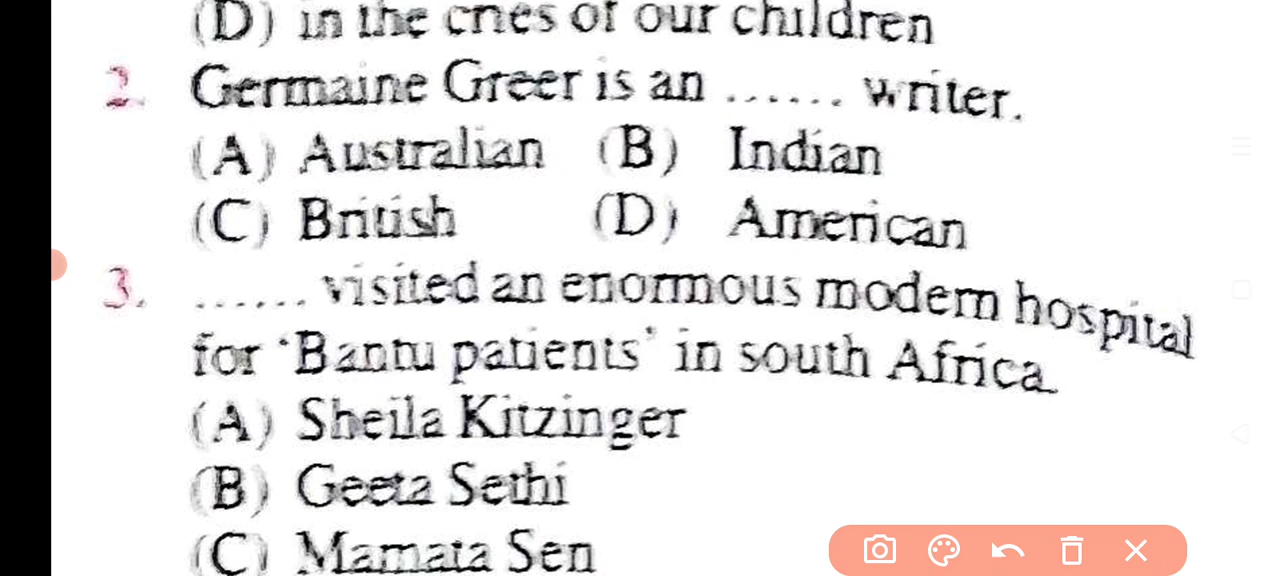 (D) in the cries of our children
2. Germaine Greer is an ...... writer.
(A) Australian (B) Indian
(C) British (D) American
3. ...... visited an enormous modern hospital
for 'Bantu patients' in south Africa.
(A) Sheila Kitzinger
(B) Geeta Sethi
(C) Mamata Sen